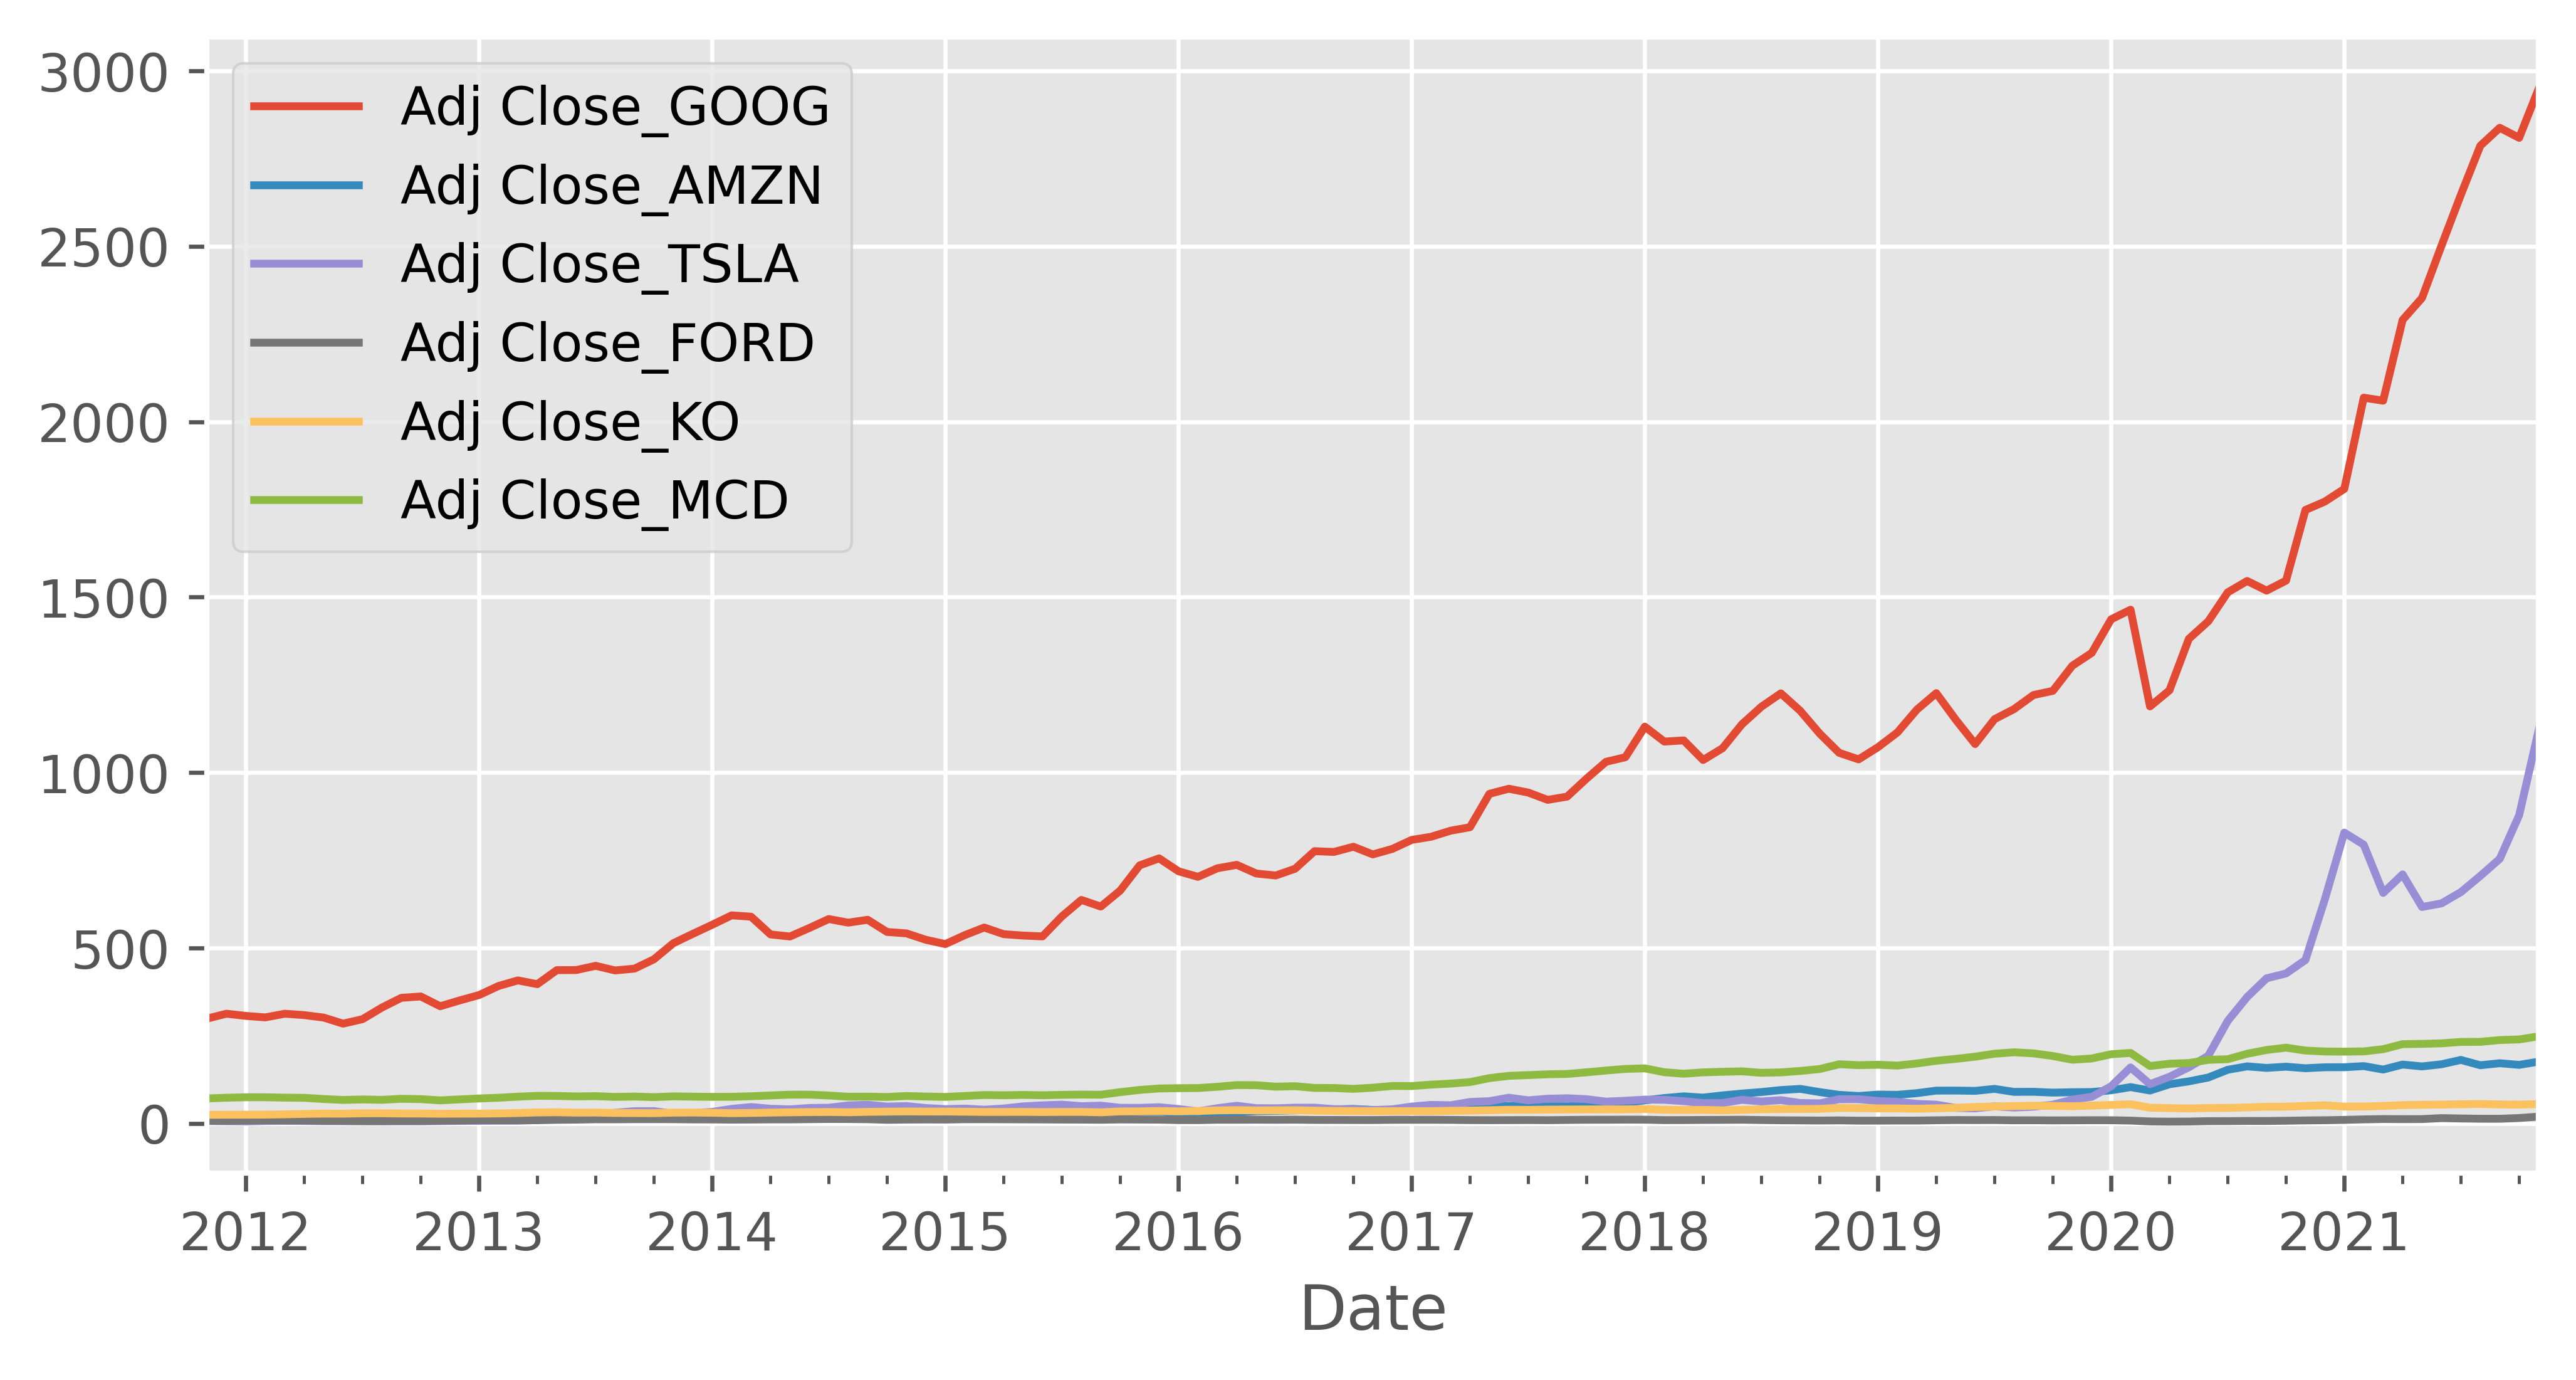 3000
2500
2000
1500
1000
500
0
Adj Close_GOOG
Adj Close_AMZN
Adj Close_TSLA
Adj Close_FORD
Adj Close_KO
Adj Close_MCD
2012 2013 2014 2015 2016 2017 2018 2019 2020 2021
Date